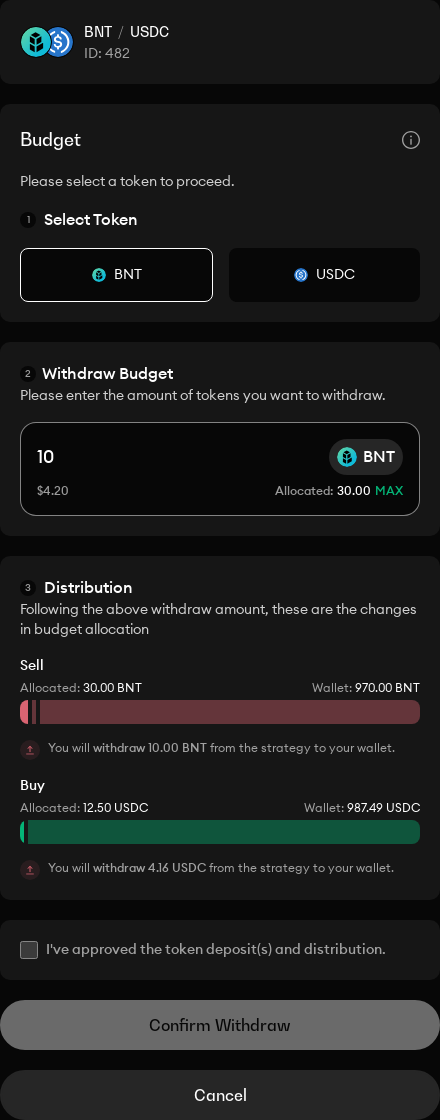 BNT / USDC
ID: 482
Budget
Please select a token to proceed.
1 Select Token
BNT
USDC
2 Withdraw Budget
Please enter the amount of tokens you want to withdraw.
10
BNT
$4.20
Allocated: 30.00 MAX
3 Distribution
Following the above withdraw amount, these are the changes
in budget allocation
Sell
Allocated: 30.00 BNT
Wallet: 970.00 BNT
You will withdraw 10.00 BNT from the strategy to your wallet.
Buy
Allocated: 12.50 USDC
Wallet: 987.49 USDC
You will withdraw 4.16 USDC from the strategy to your wallet.
I've approved the token deposit(s) and distribution.
Confirm Withdraw
Cancel